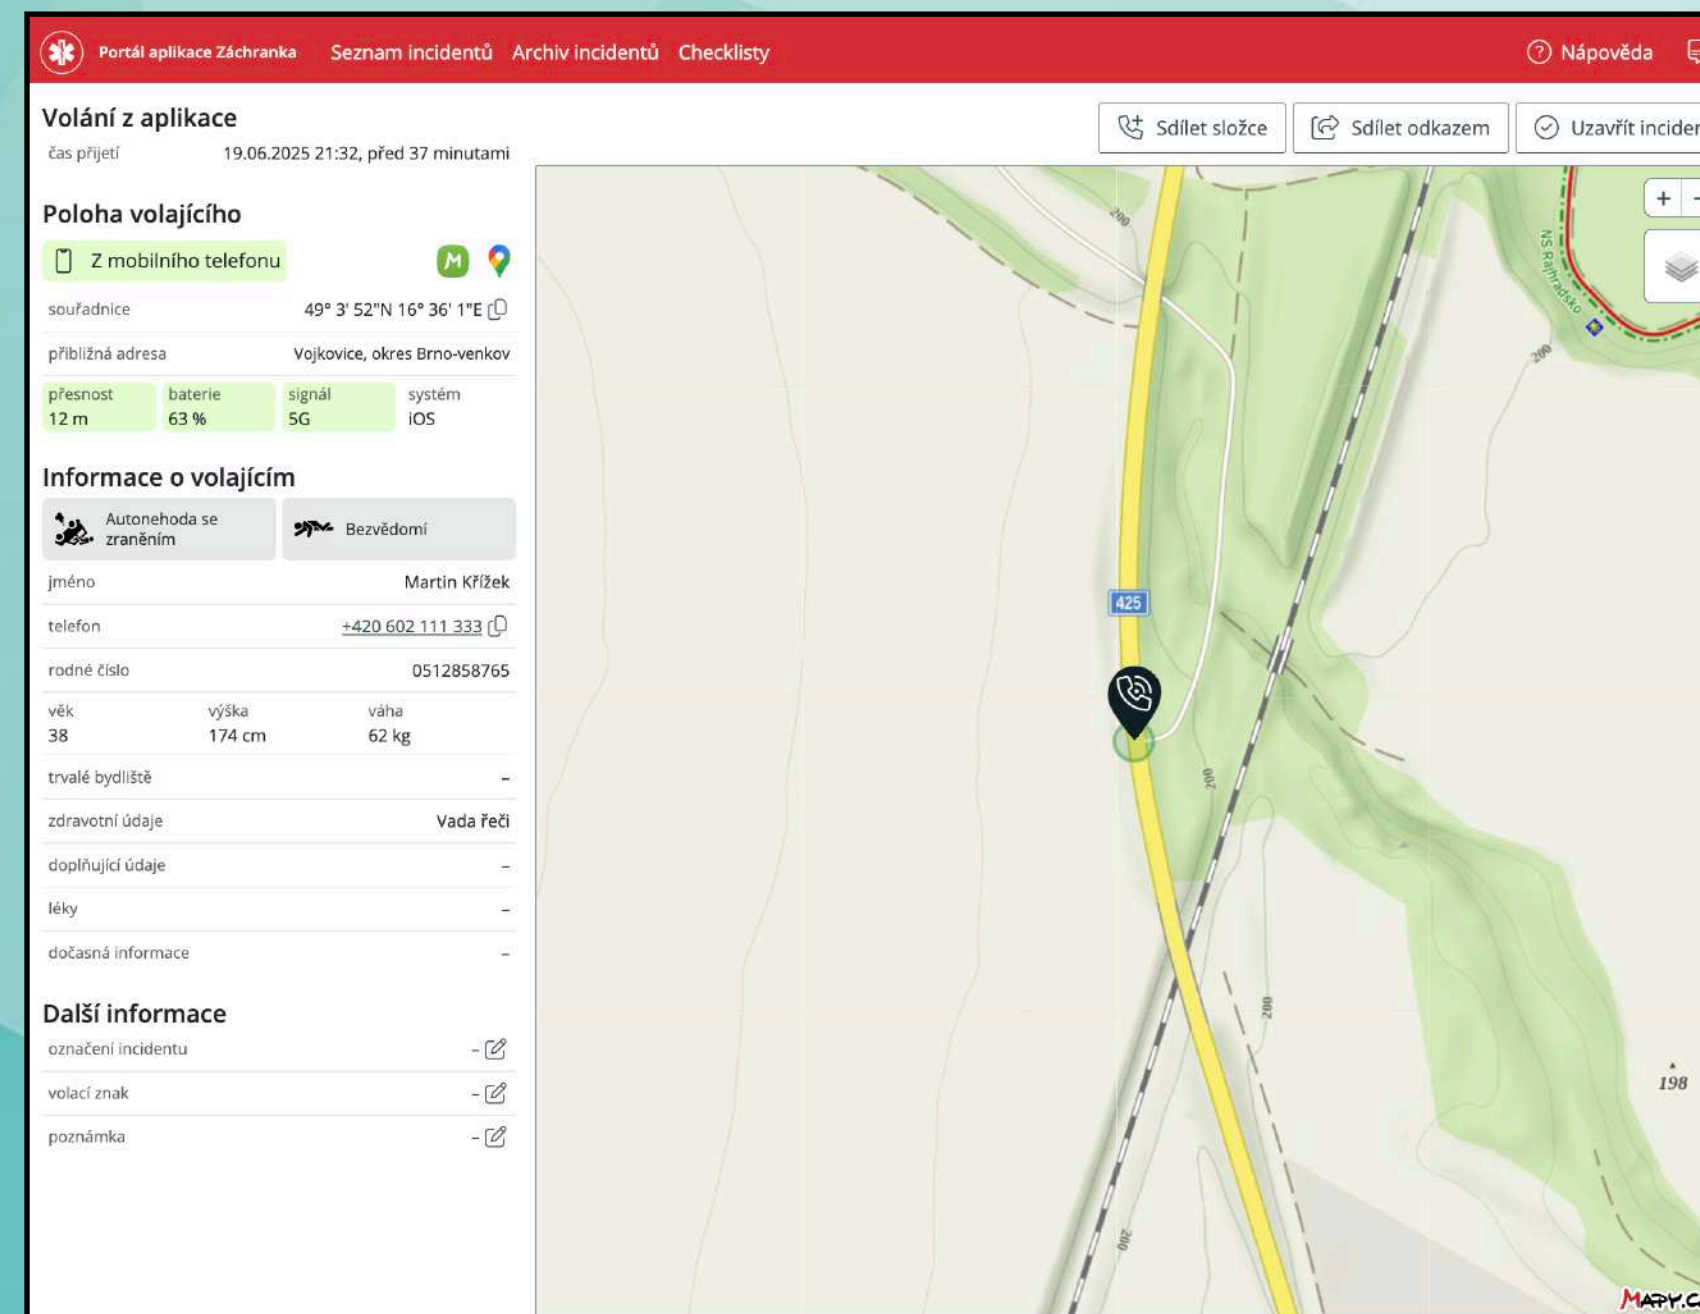 Portál aplikace Záchranka Seznam incidentů Archiv incidentů Checklisty Nápověda
Volání z aplikace
čas přijetí 19.06.2025 21:32, před 37 minutami
Sdílet složce Sdílet odkazem Uzavřít inciden
Poloha volajícího
Z mobilního telefonu
souřadnice 49° 3' 52"N 16° 36' 1"E
přibližná adresa Vojkovice, okres Brno-venkov
přesnost baterie signál systém
12 m 63 % 5G iOS
Informace o volajícím
Autonehoda se
zraněním
Bezvědomí
jméno Martin Křížek
telefon +420 602 111 333
rodné číslo 0512858765
věk výška váha
38 174 cm 62 kg
trvalé bydliště –
zdravotní údaje Vada řeči
doplňující údaje –
léky –
dočasná informace –
Další informace
označení incidentu –
volací znak –
poznámka –
200
+ -
NS Rajhradsko
200
425
200
200
198
200
MAPY.C